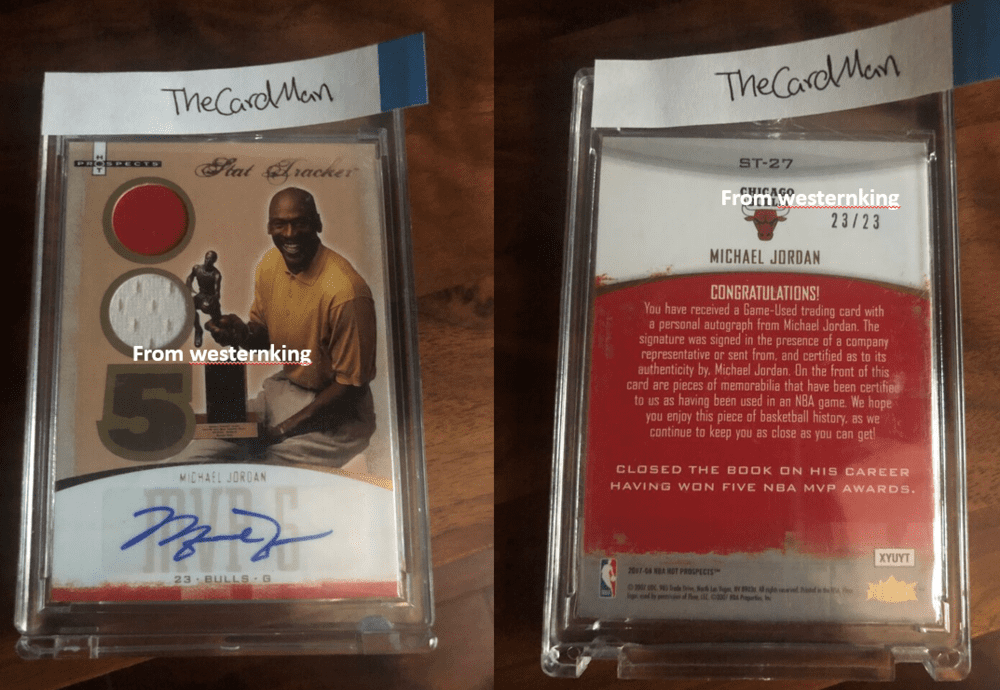 TheCardMan
HOT PROSPECTS
Stat Tracker
From westernking
5
MICHAEL JORDAN
MVPS
23 · BULLS · G
TheCardMan
ST-27
CHICAGO
From westernking
23/23
MICHAEL JORDAN
CONGRATULATIONS!
You have received a Game-Used trading card with
a personal autograph from Michael Jordan. The
signature was signed in the presence of a company
representative or sent from, and certified as to its
authenticity by, Michael Jordan. On the front of this
card are pieces of memorabilia that have been certified
to us as having been used in an NBA game. We hope
you enjoy this piece of basketball history, as we
continue to keep you as close as you can get!
CLOSED THE BOOK ON HIS CAREER
HAVING WON FIVE NBA MVP AWARDS.
XYUYT
NBA HOT PROSPECTS™